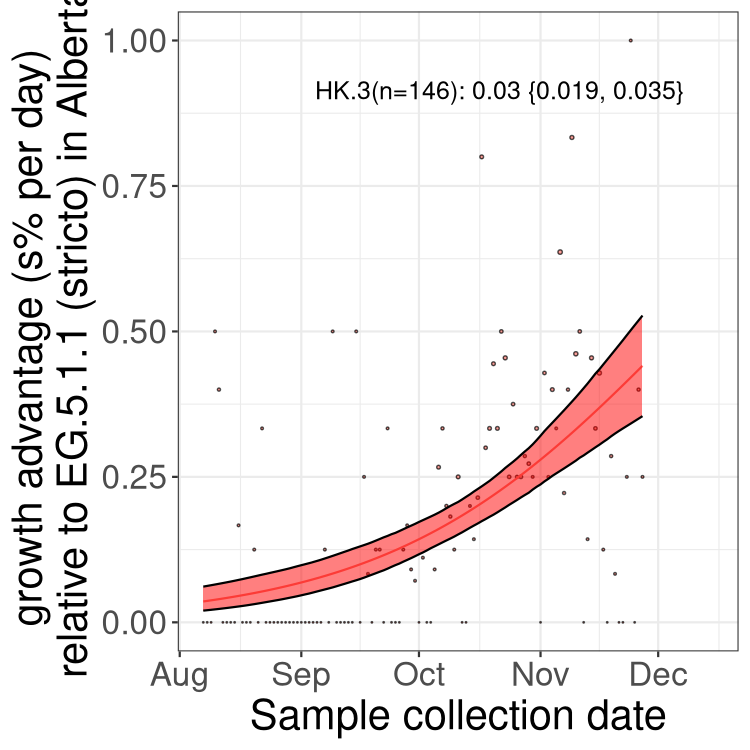 growth advantage (s% per day)
relative to EG.5.1.1 (stricto) in Alberta
1.00
0.75
0.50
0.25
0.00
HK.3(n=146): 0.03 {0.019, 0.035}
Aug Sep Oct Nov Dec
Sample collection date